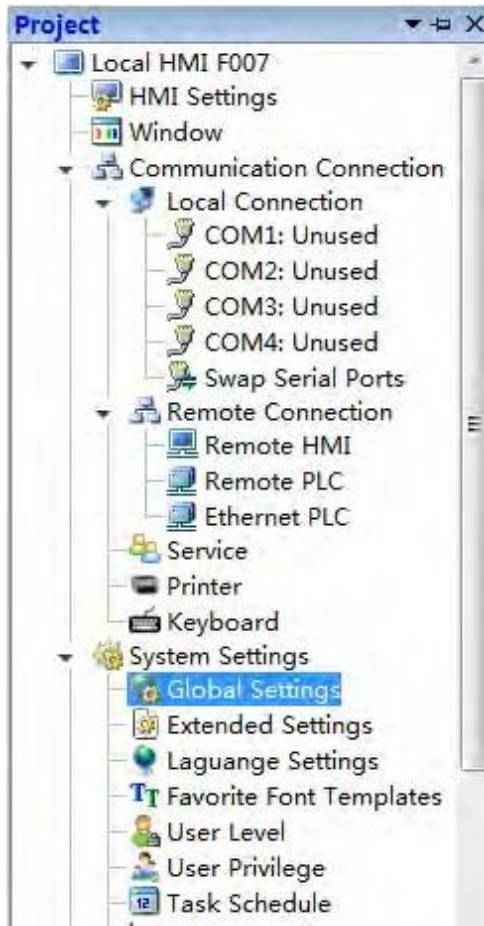 Project
Local HMI F007
HMI Settings
Window
Communication Connection
Local Connection
COM1: Unused
COM2: Unused
COM3: Unused
COM4: Unused
Swap Serial Ports
Remote Connection
Remote HMI
Remote PLC
Ethernet PLC
Service
Printer
Keyboard
System Settings
Global Settings
Extended Settings
Laguange Settings
Favorite Font Templates
User Level
User Privilege
Task Schedule